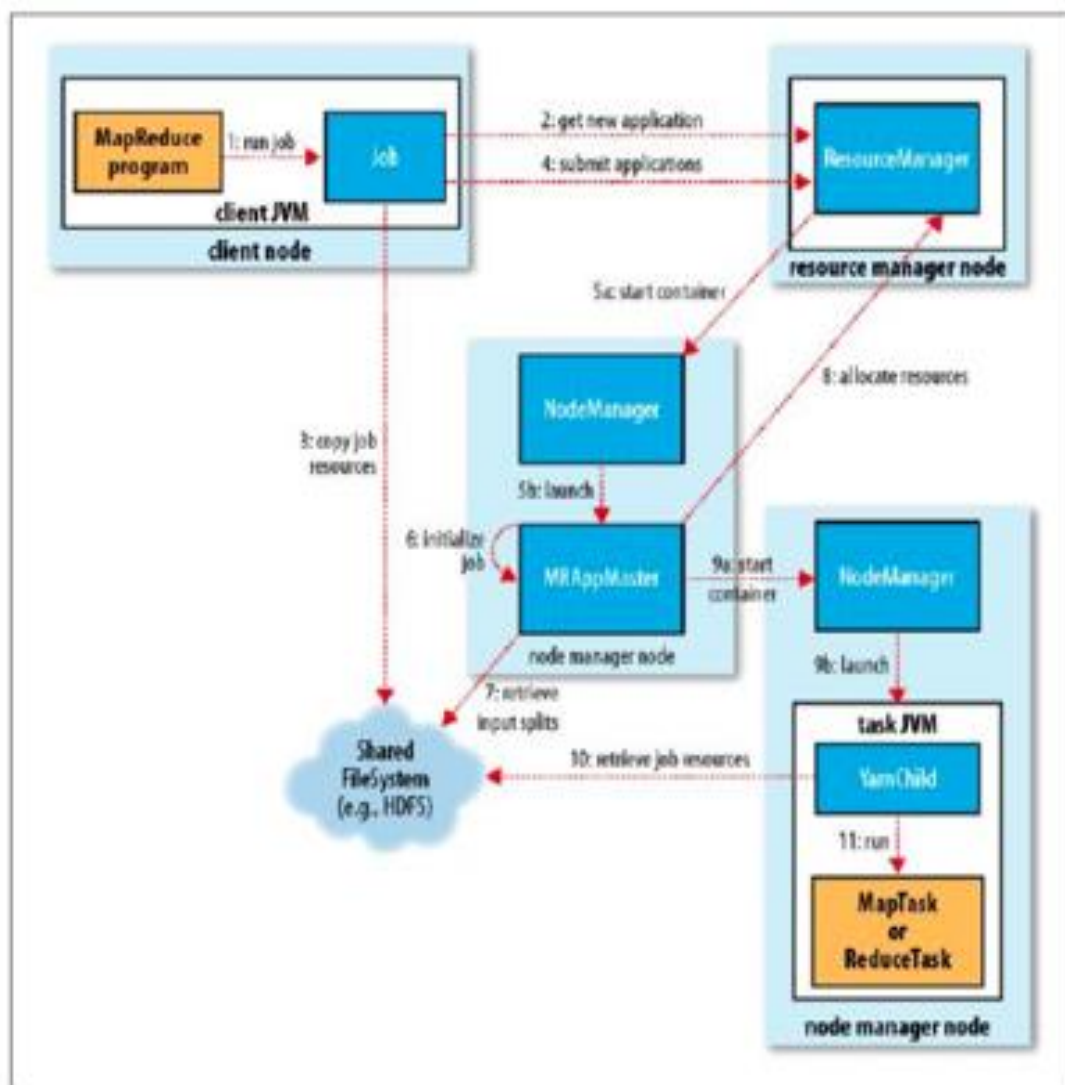 MapReduce
program
1: run job
Job
client JVM
client node
2: get new application
4: submit applications
ResourceManager
resource manager node
5a: start container
8: allocate resources
3: copy job
resources
NodeManager
5b: launch
6: initialize
job
MRAppMaster
node manager node
9a: start
container
NodeManager
9b: launch
7: retrieve
input splits
Shared
FileSystem
(e.g., HDFS)
10: retrieve job resources
task JVM
YarnChild
11: run
MapTask
or
ReduceTask
node manager node